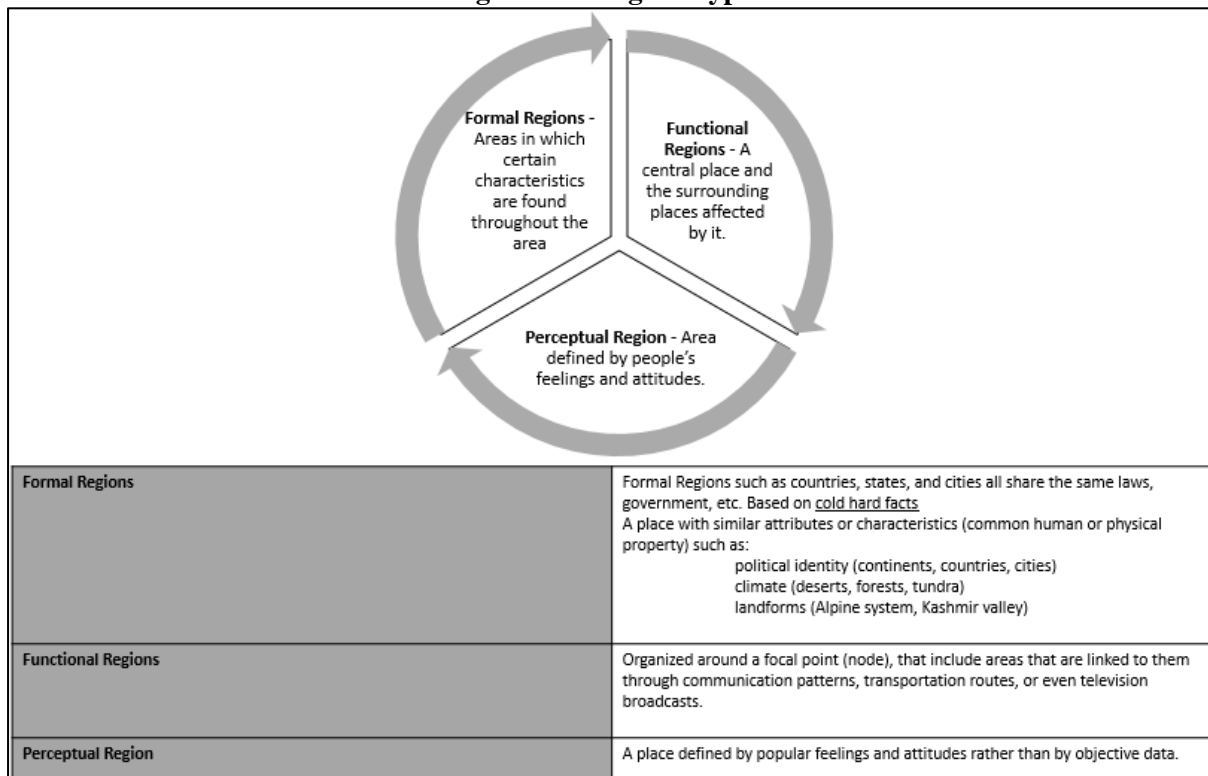 Formal Regions -
Areas in which
certain
characteristics
are found
throughout the
area
Functional
Regions - A
central place and
the surrounding
places affected
by it.
Perceptual Region - Area
defined by people's
feelings and attitudes.
Formal Regions
Formal Regions such as countries, states, and cities all share the same laws,
government, etc. Based on cold hard facts
A place with similar attributes or characteristics (common human or physical
property) such as:
political identity (continents, countries, cities)
climate (deserts, forests, tundra)
landforms (Alpine system, Kashmir valley)
Functional Regions
Organized around a focal point (node), that include areas that are linked to them
through communication patterns, transportation routes, or even television
broadcasts.
Perceptual Region
A place defined by popular feelings and attitudes rather than by objective data.